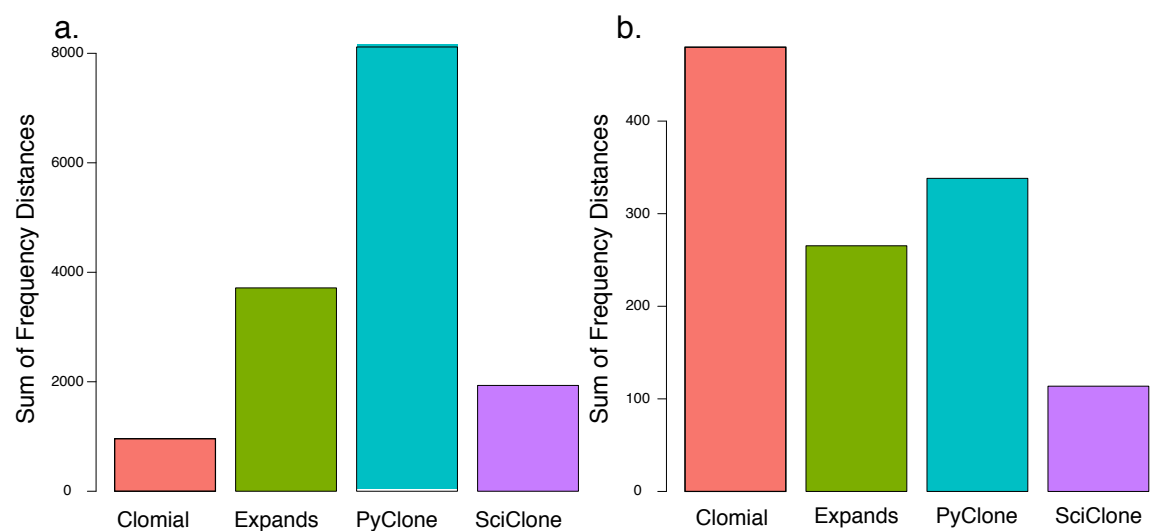 a.
Sum of Frequency Distances
8000
6000
4000
2000
0
Clomial Expands PyClone SciClone
b.
Sum of Frequency Distances
400
300
200
100
0
Clomial Expands PyClone SciClone